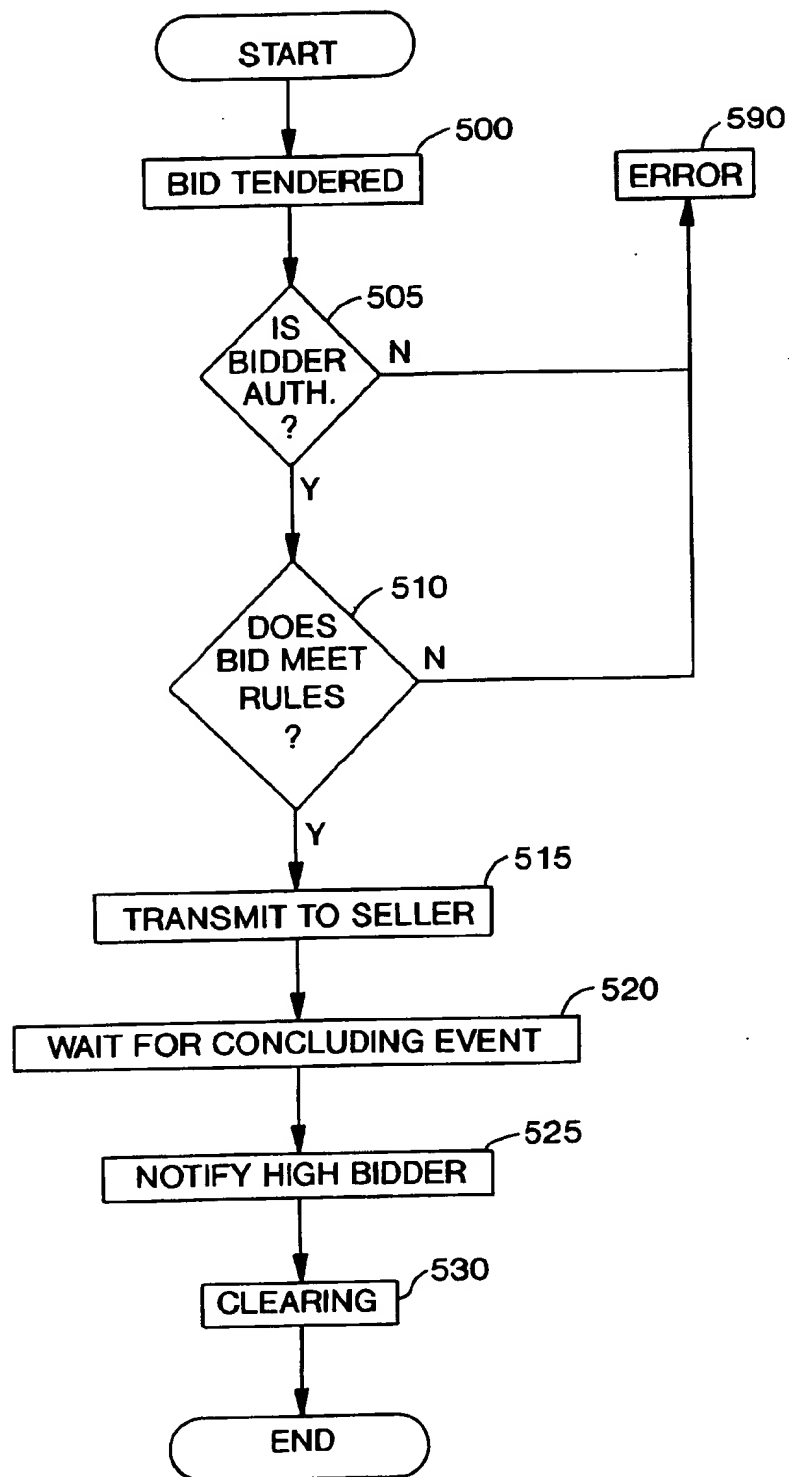 START
500
BID TENDERED
590
ERROR
505
IS
BIDDER
AUTH.
?
N
Y
510
DOES
BID MEET
RULES
?
N
Y
515
TRANSMIT TO SELLER
520
WAIT FOR CONCLUDING EVENT
525
NOTIFY HIGH BIDDER
530
CLEARING
END